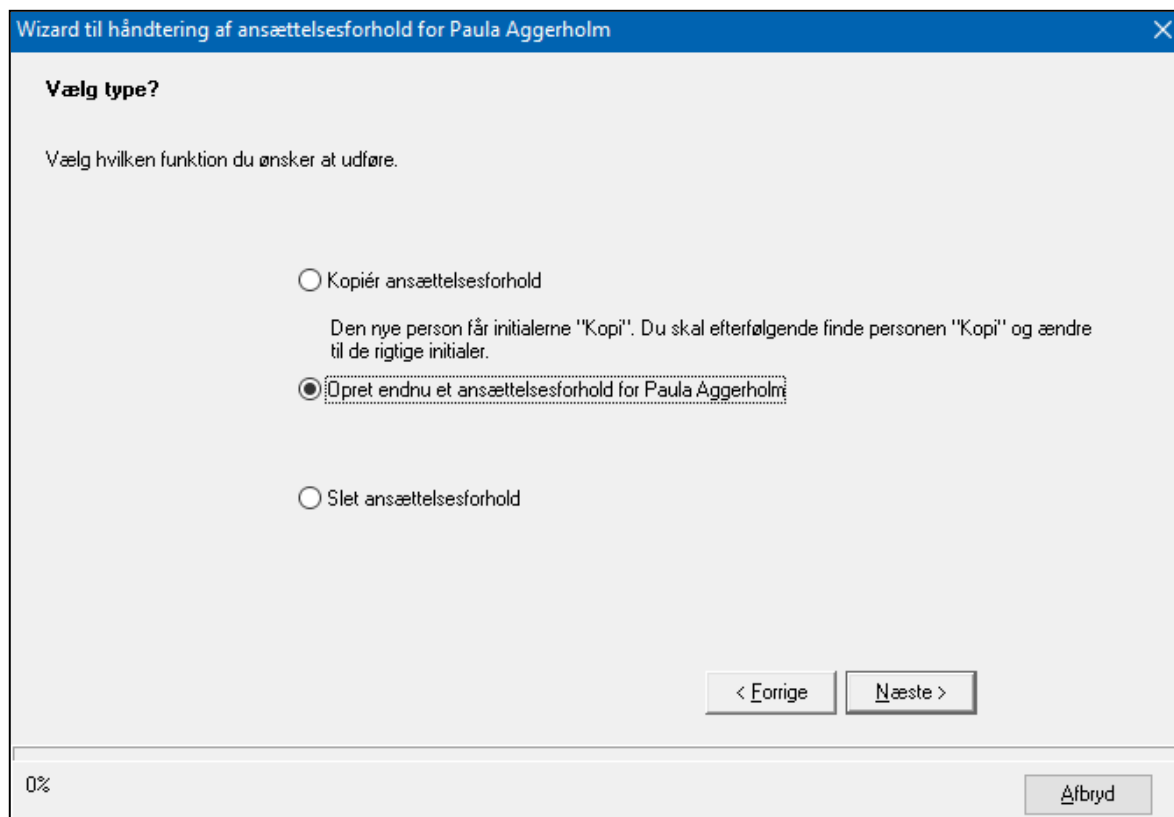 Wizard til håndtering af ansættelsesforhold for Paula Aggerholm
Vælg type?
Vælg hvilken funktion du ønsker at udføre.
Kopiér ansættelsesforhold
Den nye person får initialerne "Kopi". Du skal efterfølgende finde personen "Kopi" og ændre
til de rigtige initialer.
Opret endnu et ansættelsesforhold for Paula Aggerholm
Slet ansættelsesforhold
< Forrige
Næste >
0%
Afbryd